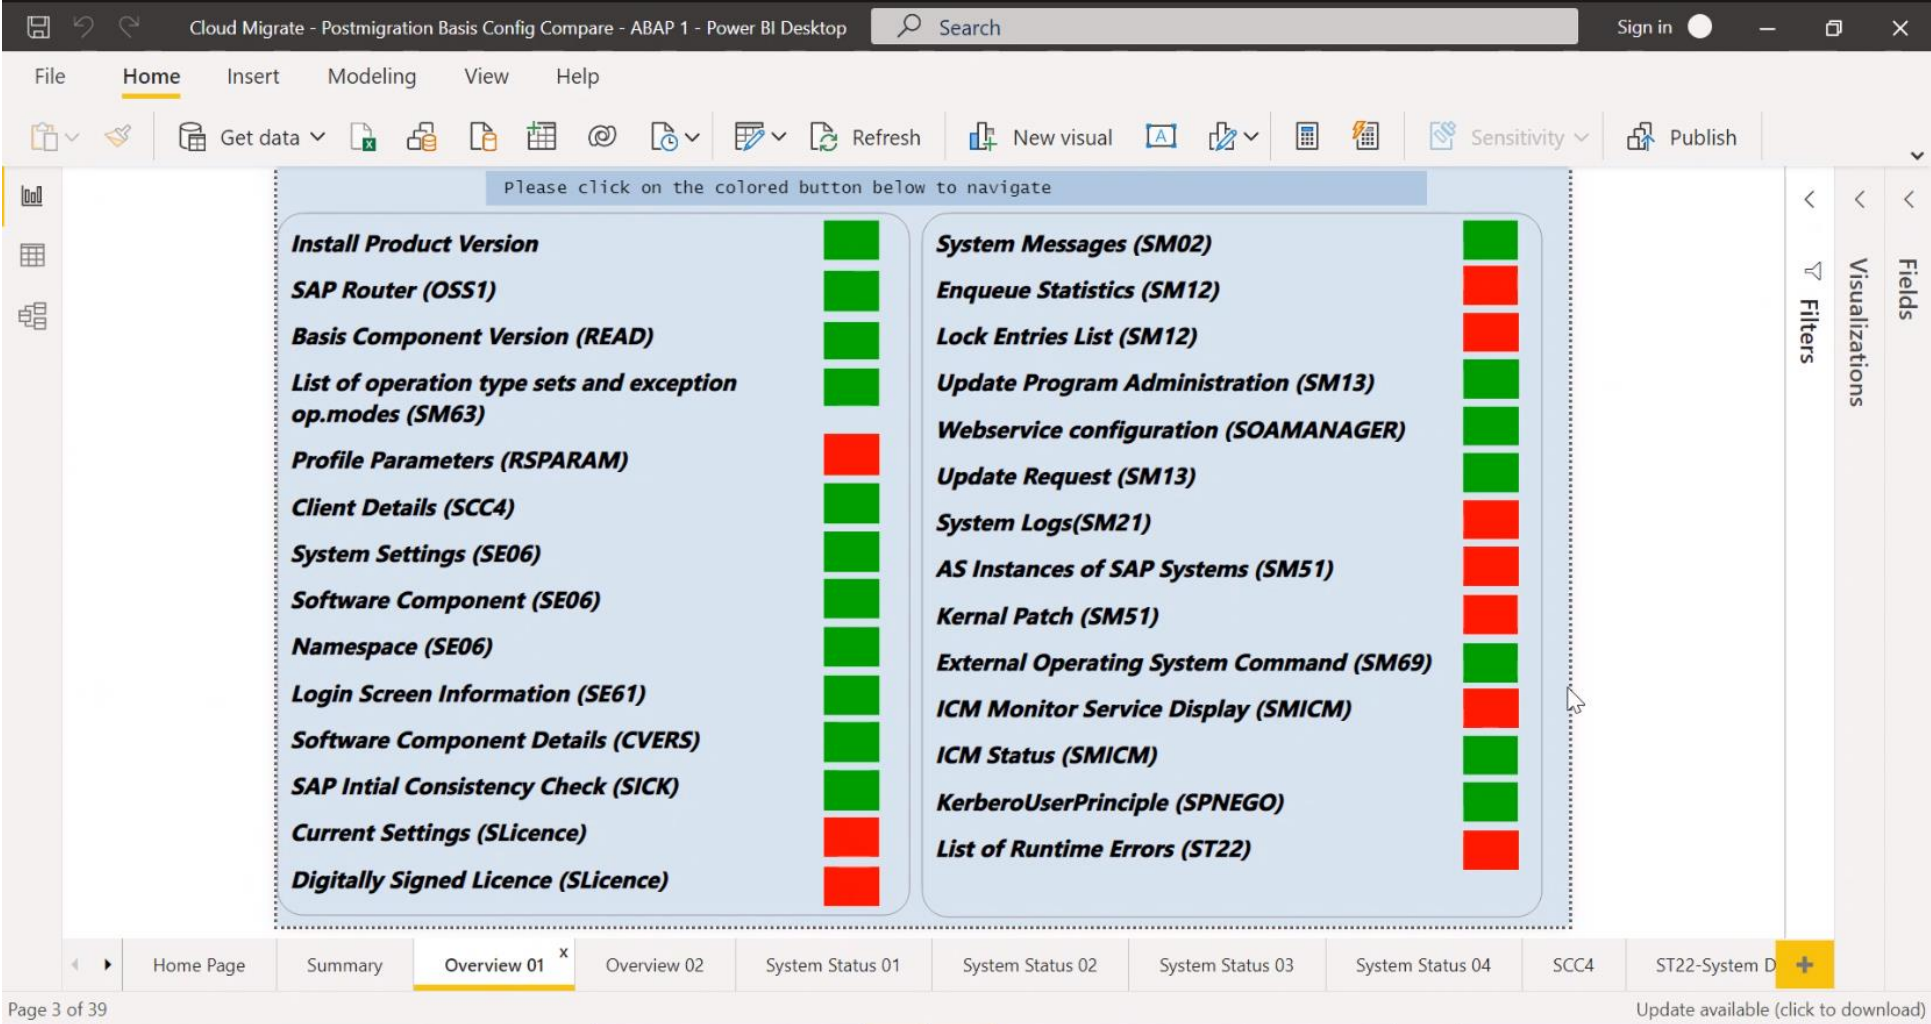 Cloud Migrate - Postmigration Basis Config Compare - ABAP 1 - Power BI Desktop
Search
Sign in
File
Home
Insert
Modeling
View
Help
Get data
Refresh
New visual
Sensitivity
Publish
Please click on the colored button below to navigate
Install Product Version
SAP Router (OSS1)
Basis Component Version (READ)
List of operation type sets and exception
op.modes (SM63)
Profile Parameters (RSPARAM)
Client Details (SCC4)
System Settings (SE06)
Software Component (SE06)
Namespace (SE06)
Login Screen Information (SE61)
Software Component Details (CVERS)
SAP Intial Consistency Check (SICK)
Current Settings (SLicence)
Digitally Signed Licence (SLicence)
System Messages (SM02)
Enqueue Statistics (SM12)
Lock Entries List (SM12)
Update Program Administration (SM13)
Webservice configuration (SOAMANAGER)
Update Request (SM13)
System Logs(SM21)
AS Instances of SAP Systems (SM51)
Kernal Patch (SM51)
External Operating System Command (SM69)
ICM Monitor Service Display (SMICM)
ICM Status (SMICM)
KerberoUserPrinciple (SPNEGO)
List of Runtime Errors (ST22)
Filters
Visualizations
Fields
Home Page
Summary
Overview 01
x
Overview 02
System Status 01
System Status 02
System Status 03
System Status 04
SCC4
ST22-System D
+
Page 3 of 39
Update available (click to download)